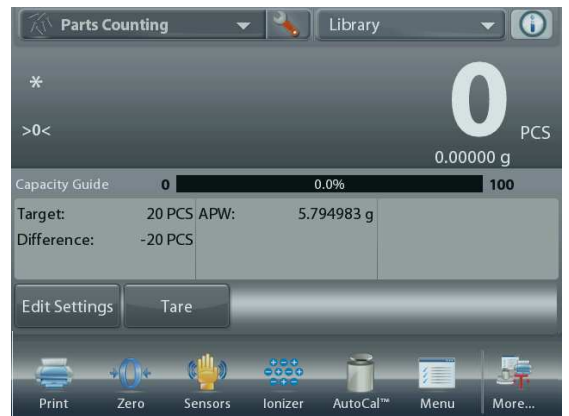 Parts Counting Library
*
0
>0<
PCS
0.00000 g
Capacity Guide 0 0.0% 100
Target: 20 PCS APW: 5.794983 g
Difference: -20 PCS
Edit Settings Tare
Print Zero Sensors Ionizer AutoCal™ Menu More...